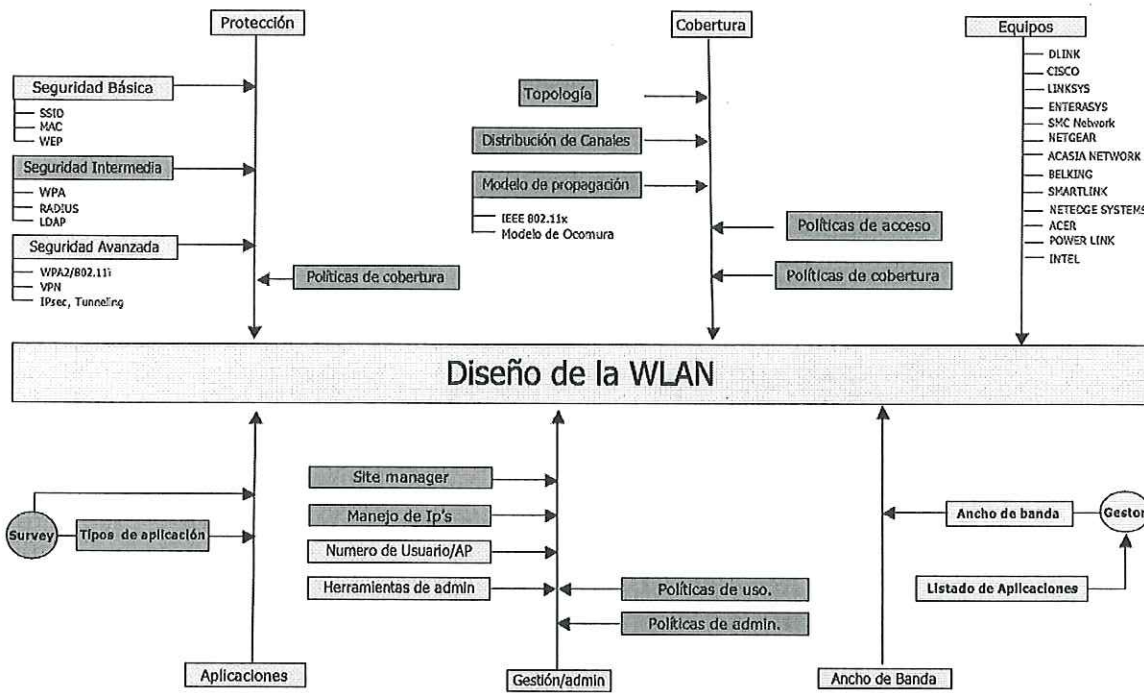 Protección
Seguridad Básica
SSID
MAC
WEP
Seguridad Intermedia
WPA
RADIUS
LDAP
Seguridad Avanzada
WPA2/802.11i
VPN
IPsec, Tunneling
Políticas de cobertura
Cobertura
Topología
Distribución de Canales
Modelo de propagación
IEEE 802.11x
Modelo de Ocomura
Políticas de acceso
Políticas de cobertura
Equipos
DLINK
CISCO
LINKSYS
ENTERASYS
SMC Network
NETGEAR
ACASIA NETWORK
BELKING
SMARTLINK
NETEDGE SYSTEMS
ACER
POWER LINK
INTEL
Diseño de la WLAN
Survey
Tipos de aplicación
Aplicaciones
Site manager
Manejo de Ip's
Numero de Usuario/AP
Herramientas de admin
Políticas de uso.
Políticas de admin.
Gestión/admin
Ancho de banda
Gestor
Listado de Aplicaciones
Ancho de Banda